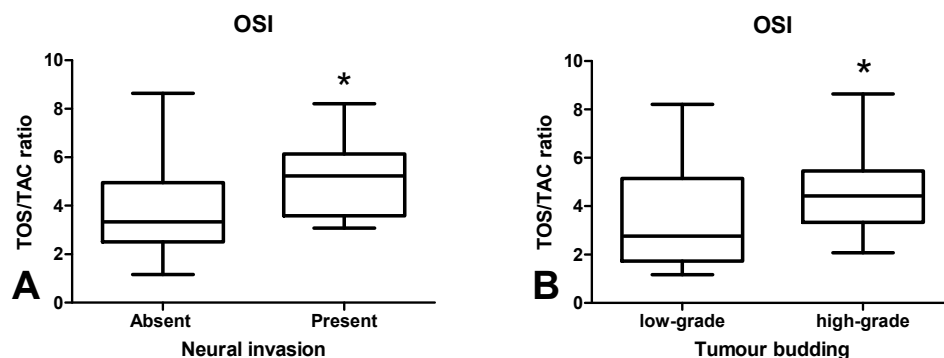 OSI
TOS/TAC ratio
10
8
6
4
2
0
*
Absent
Present
Neural invasion
A
OSI
TOS/TAC ratio
10
8
6
4
2
0
*
low-grade
high-grade
Tumour budding
B